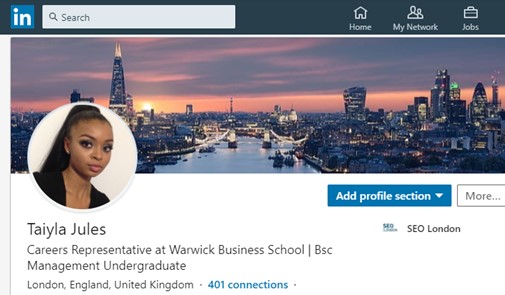 in Search
Home My Network Jobs
Add profile section More...
Taiyla Jules
SEO London SEO London
Careers Representative at Warwick Business School | Bsc
Management Undergraduate
London, England, United Kingdom · 401 connections ·